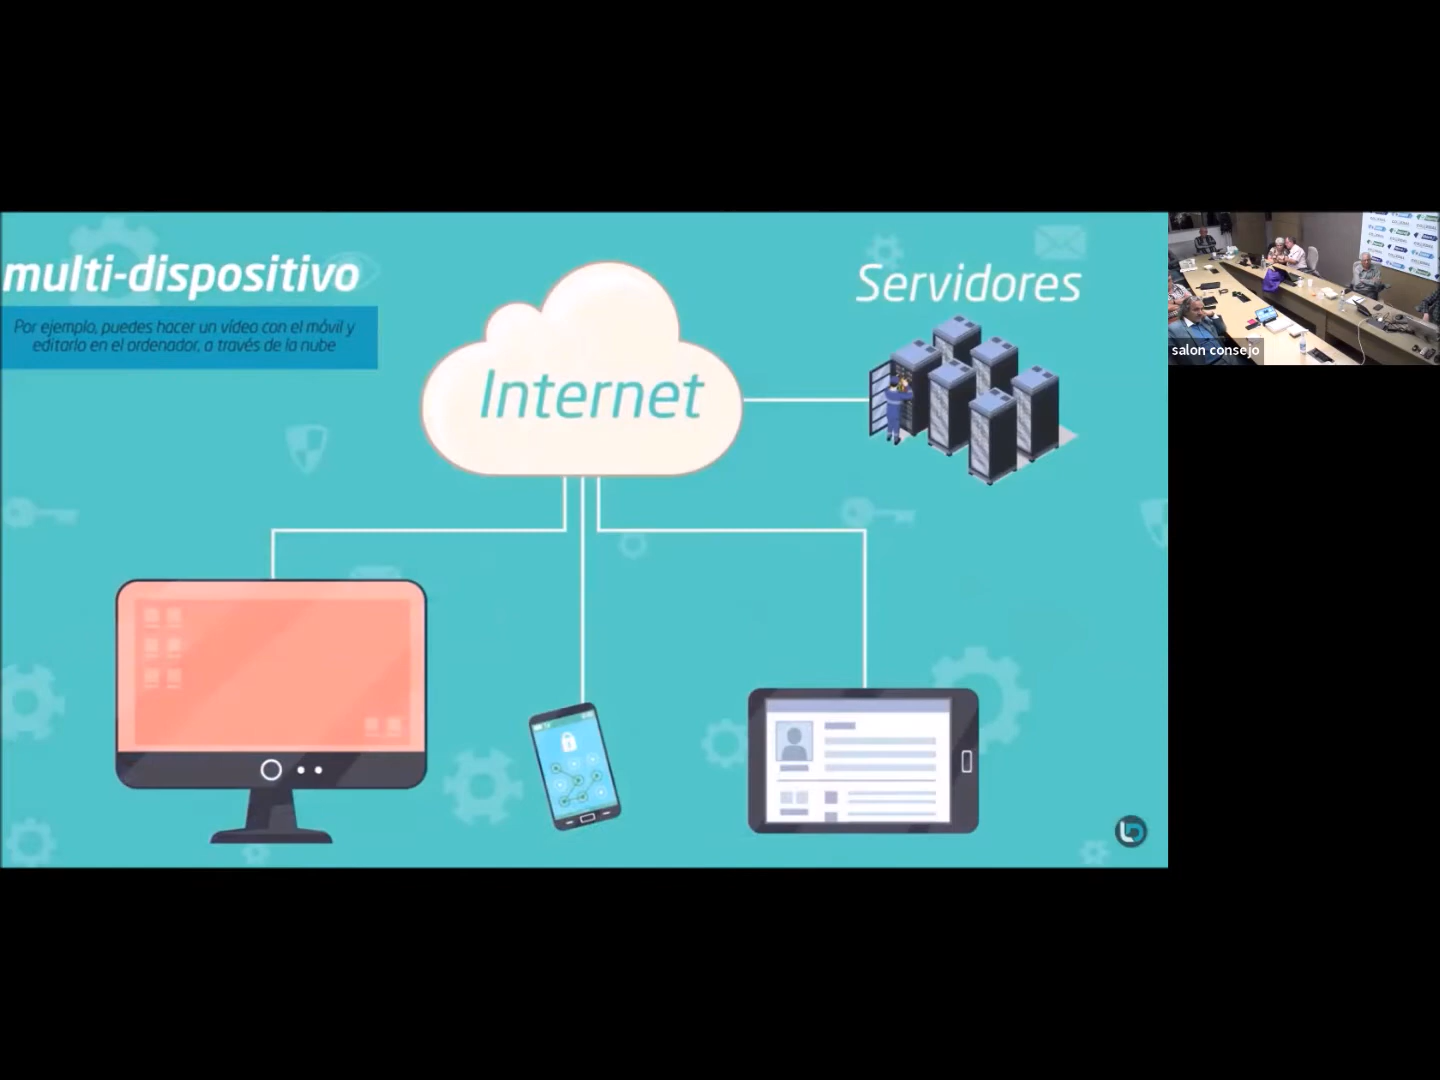 multi-dispositivo
Por ejemplo, puedes hacer un vídeo con el móvil y
editarlo en el ordenador, a través de la nube
Internet
Servidores
salon consejo